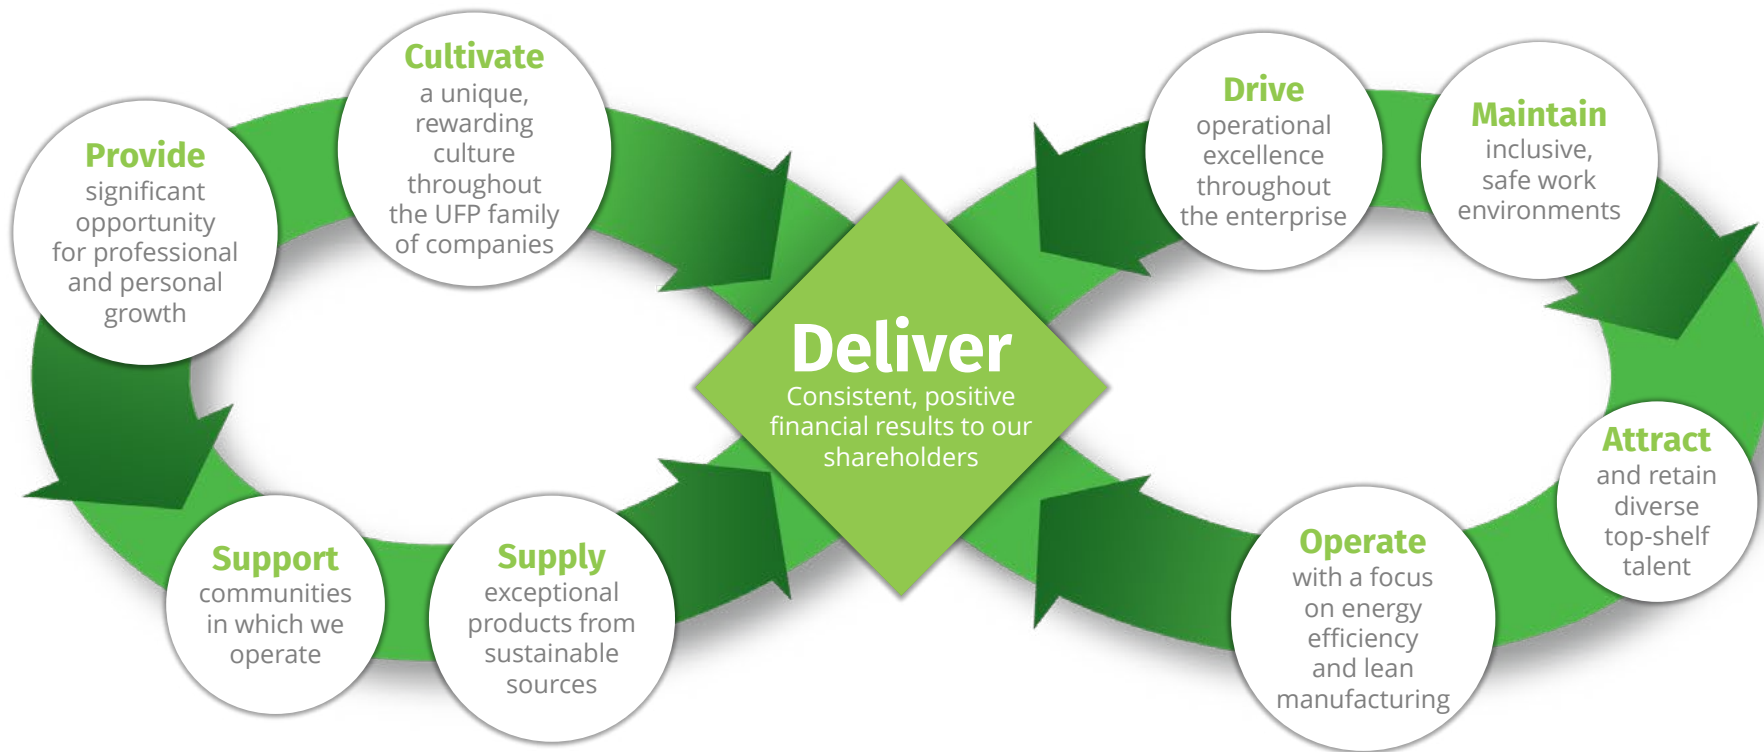 Cultivate
a unique,
rewarding
culture
throughout
the UFP family
of companies
Provide
significant
opportunity
for professional
and personal
growth
Support
communities
in which we
operate
Supply
exceptional
products from
sustainable
sources
Deliver
Consistent, positive
financial results to our
shareholders
Drive
operational
excellence
throughout
the enterprise
Maintain
inclusive,
safe work
environments
Attract
and retain
diverse
top-shelf
talent
Operate
with a focus
on energy
efficiency
and lean
manufacturing